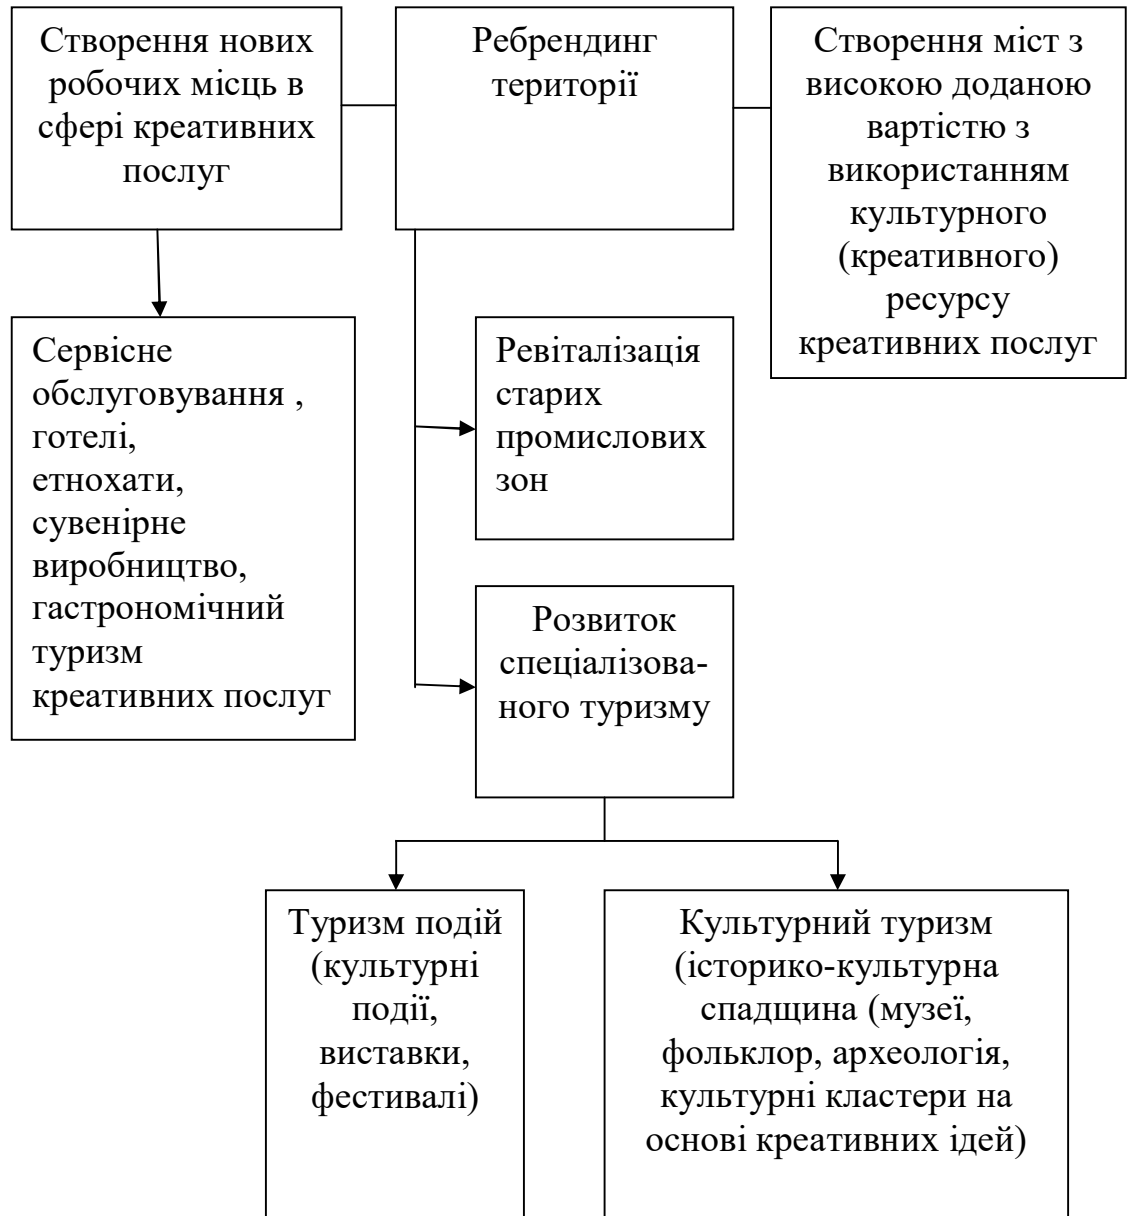 Створення нових
робочих місць в
сфері креативних
послуг
Ребрендинг
території
Створення міст з
високою доданою
вартістю з
використанням
культурного
(креативного)
ресурсу
креативних послуг
Сервісне
обслуговування ,
готелі,
етнохати,
сувенірне
виробництво,
гастрономічний
туризм
креативних послуг
Ревіталізація
старих
промислових
зон
Розвиток
спеціалізова-
ного туризму
Туризм подій
(культурні
події,
виставки,
фестивалі)
Культурний туризм
(історико-культурна
спадщина (музеї,
фольклор, археологія,
культурні кластери на
основі креативних ідей)